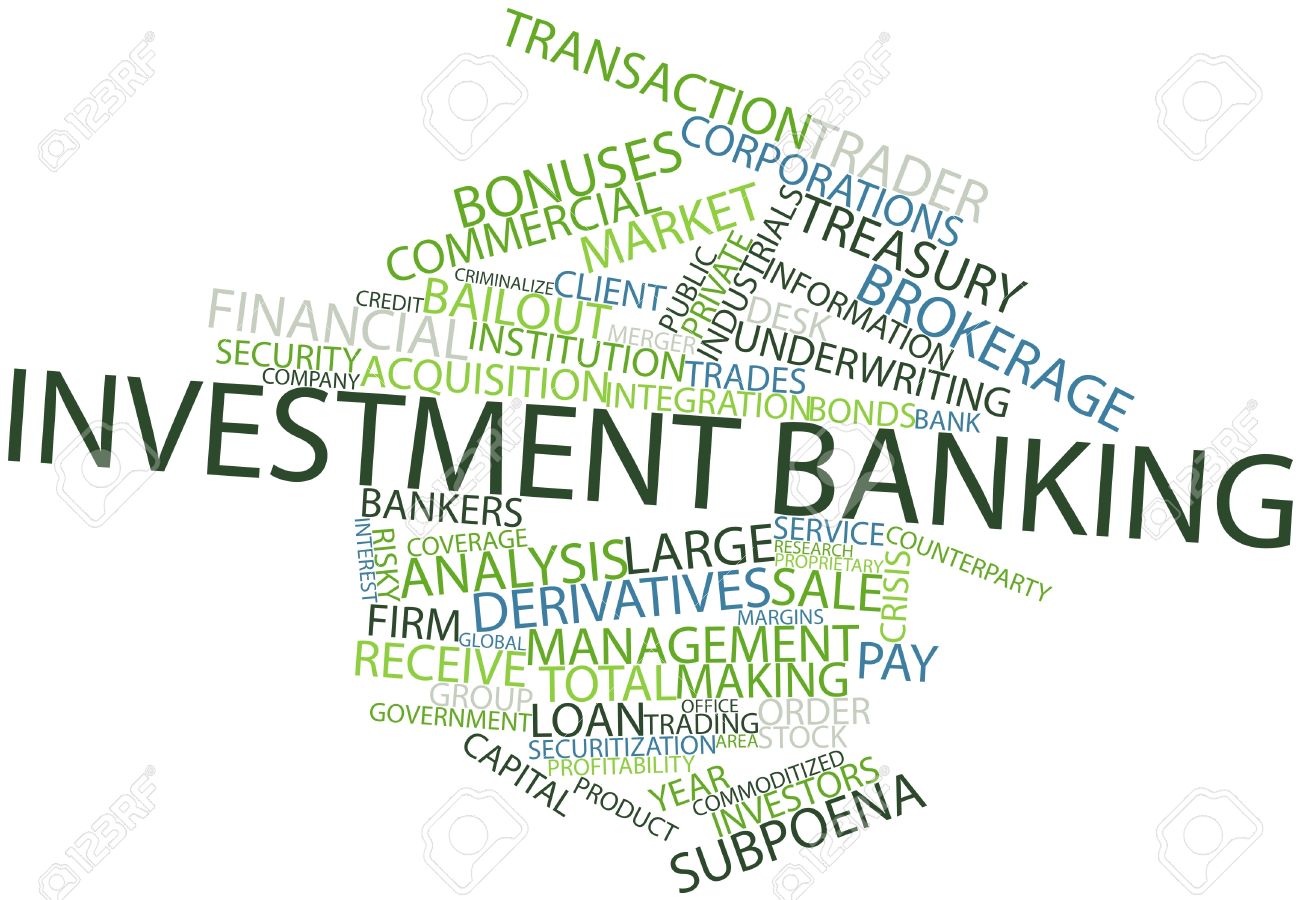 TRANSACTION
TRADER
CORPORATIONS
BONUSES
COMMERCIAL
MARKET
INDUSTRIALS
TREASURY
PUBLIC
PRIVATE
INFORMATION
BROKERAGE
CRIMINALIZE
CLIENT
CREDIT
BAILOUT
DESK
FINANCIAL
MERGER
UNDERWRITING
INSTITUTION
SECURITY
COMPANY
ACQUISITION
TRADES
INTEGRATION
BONDS
BANK
INVESTMENT BANKING
BANKERS
INTEREST
RISKY
COVERAGE
ANALYSIS
LARGE
SERVICE
RESEARCH
PROPRIETARY
COUNTERPARTY
CRISIS
DERIVATIVES
SALE
MARGINS
FIRM
GLOBAL
MANAGEMENT
PAY
RECEIVE
TOTAL
MAKING
GROUP
OFFICE
ORDER
GOVERNMENT
LOAN
TRADING
STOCK
SECURITIZATION
AREA
CAPITAL
PROFITABILITY
PRODUCT
YEAR
COMMODITIZED
INVESTORS
SUBPOENA
123RF
123RF
123RF
123RF
123RF
123RF
123RF
123RF